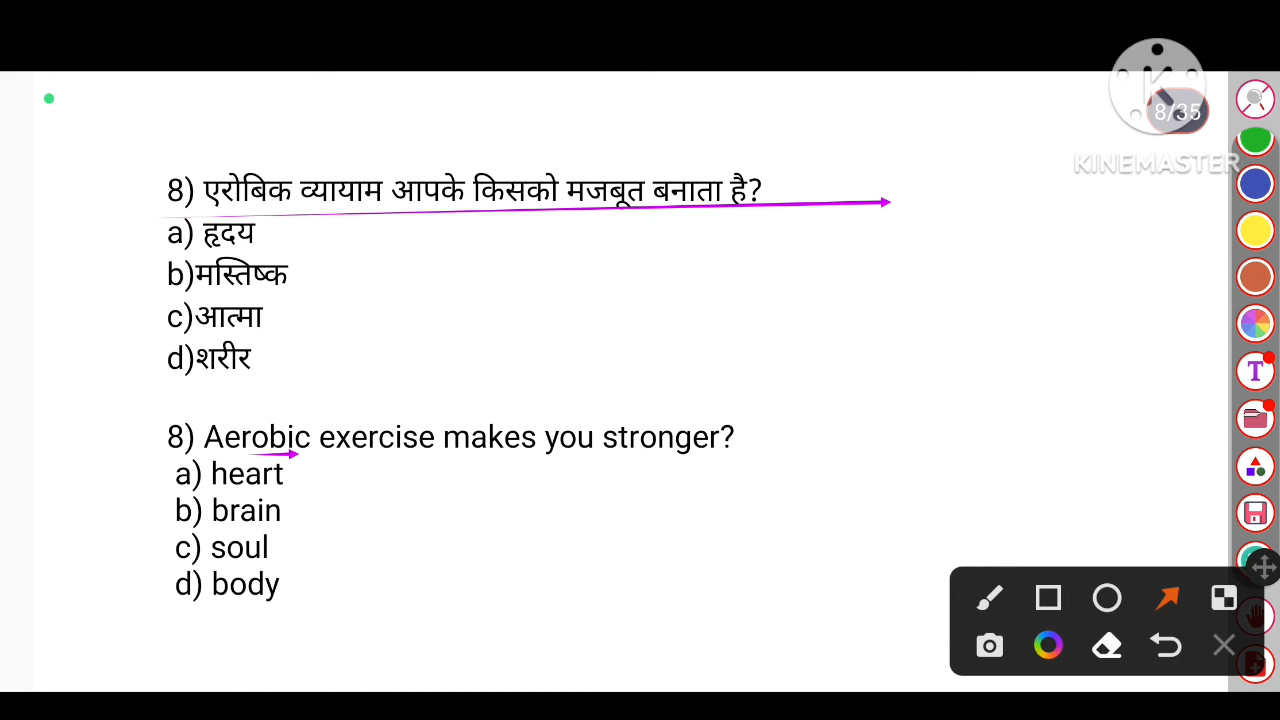 8/35
KINEMASTER
8) एरोबिक व्यायाम आपके किसको मजबूत बनाता है?
a) हृदय
b)मस्तिष्क
c)आत्मा
d)शरीर
8) Aerobic exercise makes you stronger?
a) heart
b) brain
c) soul
d) body
T